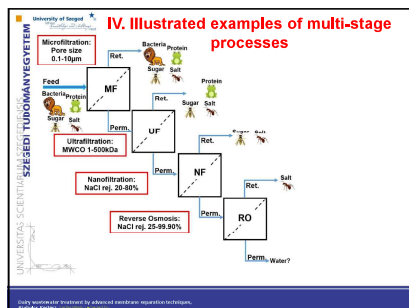 University of Szeged
IV. Illustrated examples of multi-stage
processes
SZEGEDI TUDOMÁNYEGYETEM
UNIVERSITAS SCIENTIARUM SZEGEDIENSIS
Microfiltration:
Pore size
0.1-10µm
Ret.
Bacteria
Protein
Sugar
Salt
Feed
Bacteria
Protein
Sugar
Salt
MF
Perm.
Ret.
Protein
Sugar
Salt
UF
Ultrafiltration:
MWCO 1-500kDa
Perm.
Ret.
Sugar
Salt
NF
Nanofiltration:
NaCl rej. 20-80%
Perm.
Ret.
Salt
RO
Reverse Osmosis:
NaCl rej. 25-99.90%
Perm.
Water?
Dairy wastewater treatment by advanced membrane separation techniques,